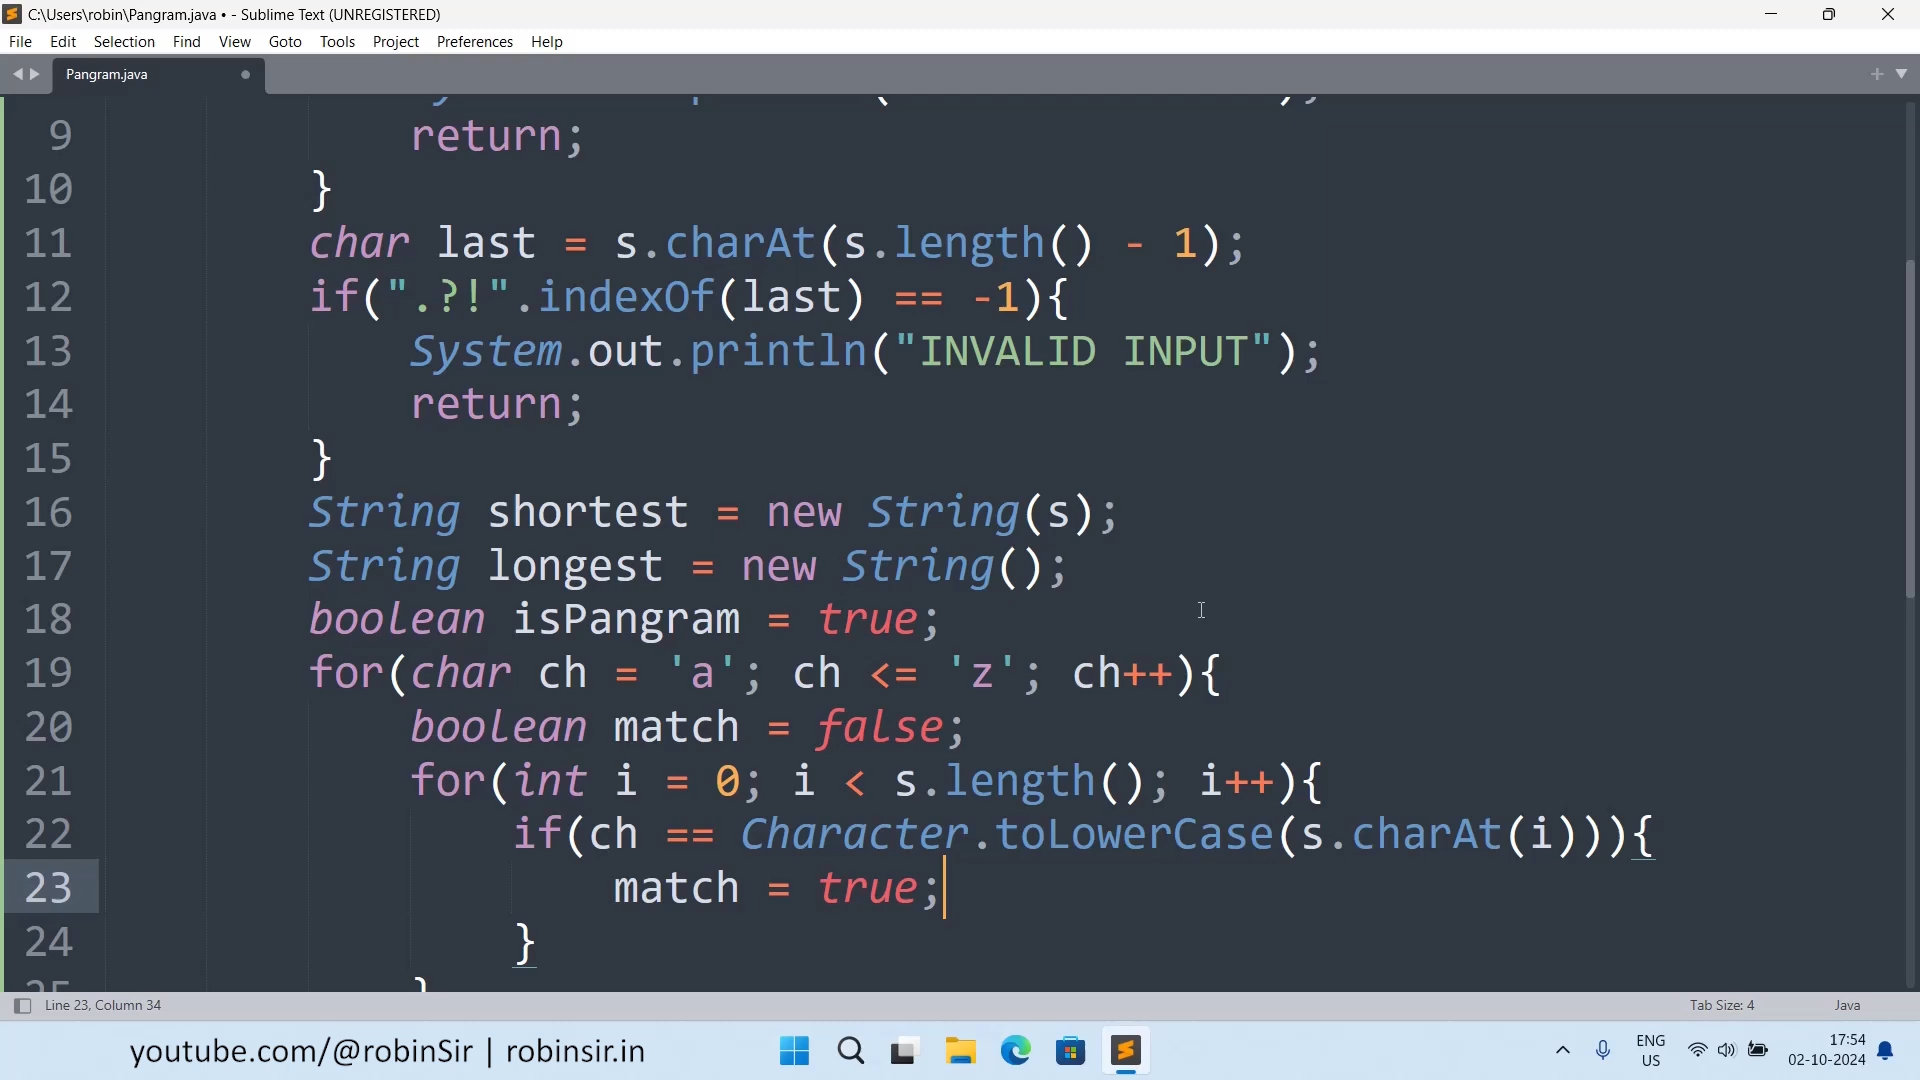 C:\Users\robin\Pangram.java • - Sublime Text (UNREGISTERED)
File Edit Selection Find View Goto Tools Project Preferences Help
Pangram.java
9 return;
10 }
11 char last = s.charAt(s.length() - 1);
12 if(".?!".indexOf(last) == -1){
13 System.out.println("INVALID INPUT");
14 return;
15 }
16 String shortest = new String(s);
17 String longest = new String();
18 boolean isPangram = true;
19 for(char ch = 'a'; ch <= 'z'; ch++){
20 boolean match = false;
21 for(int i = 0; i < s.length(); i++){
22 if(ch == Character.toLowerCase(s.charAt(i))){
23 match = true;
24 }
25 }
Line 23, Column 34 Tab Size: 4 Java
youtube.com/@robinSir | robinsir.in
ENG
US
17:54
02-10-2024